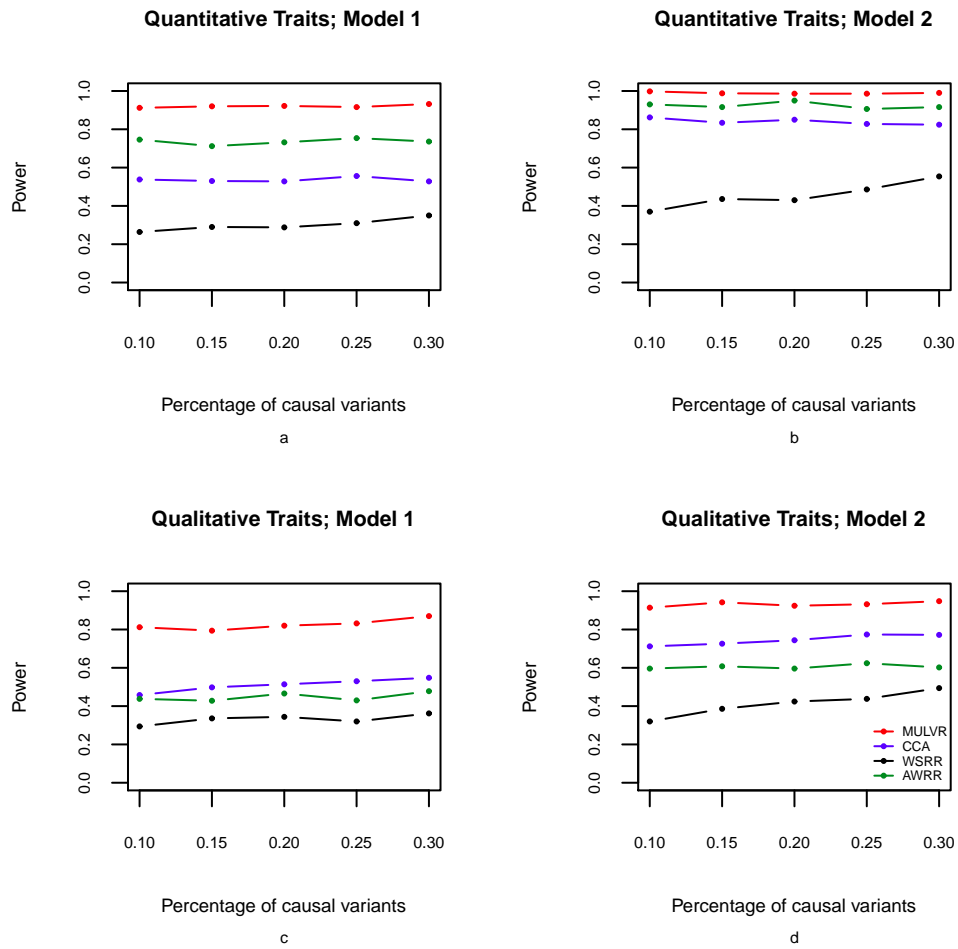 Quantitative Traits; Model 1
Power
0.0 0.2 0.4 0.6 0.8 1.0
0.10 0.15 0.20 0.25 0.30
Percentage of causal variants
a
Quantitative Traits; Model 2
Power
0.0 0.2 0.4 0.6 0.8 1.0
0.10 0.15 0.20 0.25 0.30
Percentage of causal variants
b
Qualitative Traits; Model 1
Power
0.0 0.2 0.4 0.6 0.8 1.0
0.10 0.15 0.20 0.25 0.30
Percentage of causal variants
c
Qualitative Traits; Model 2
Power
0.0 0.2 0.4 0.6 0.8 1.0
MULVR
CCA
WSRR
AWRR
0.10 0.15 0.20 0.25 0.30
Percentage of causal variants
d